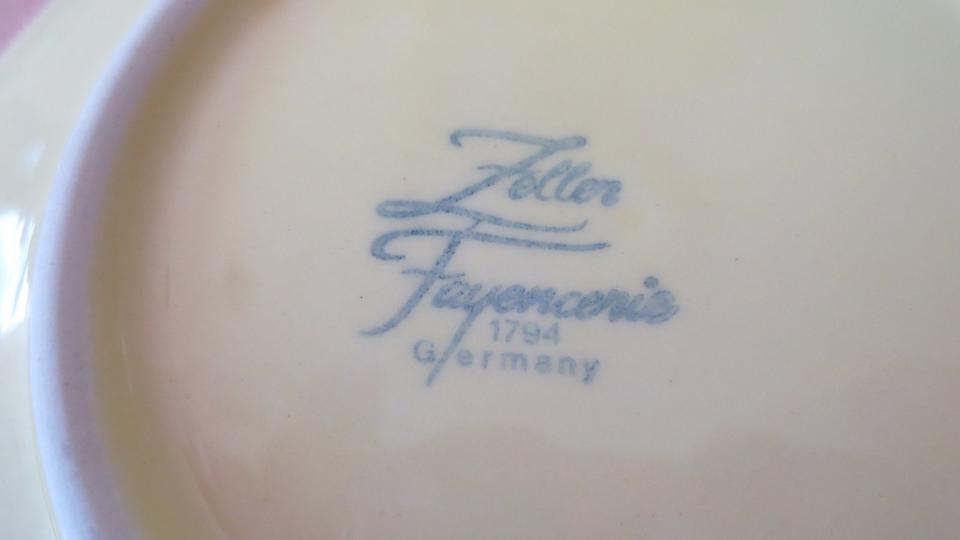 Zeller
Fayencerie
1794
Germany